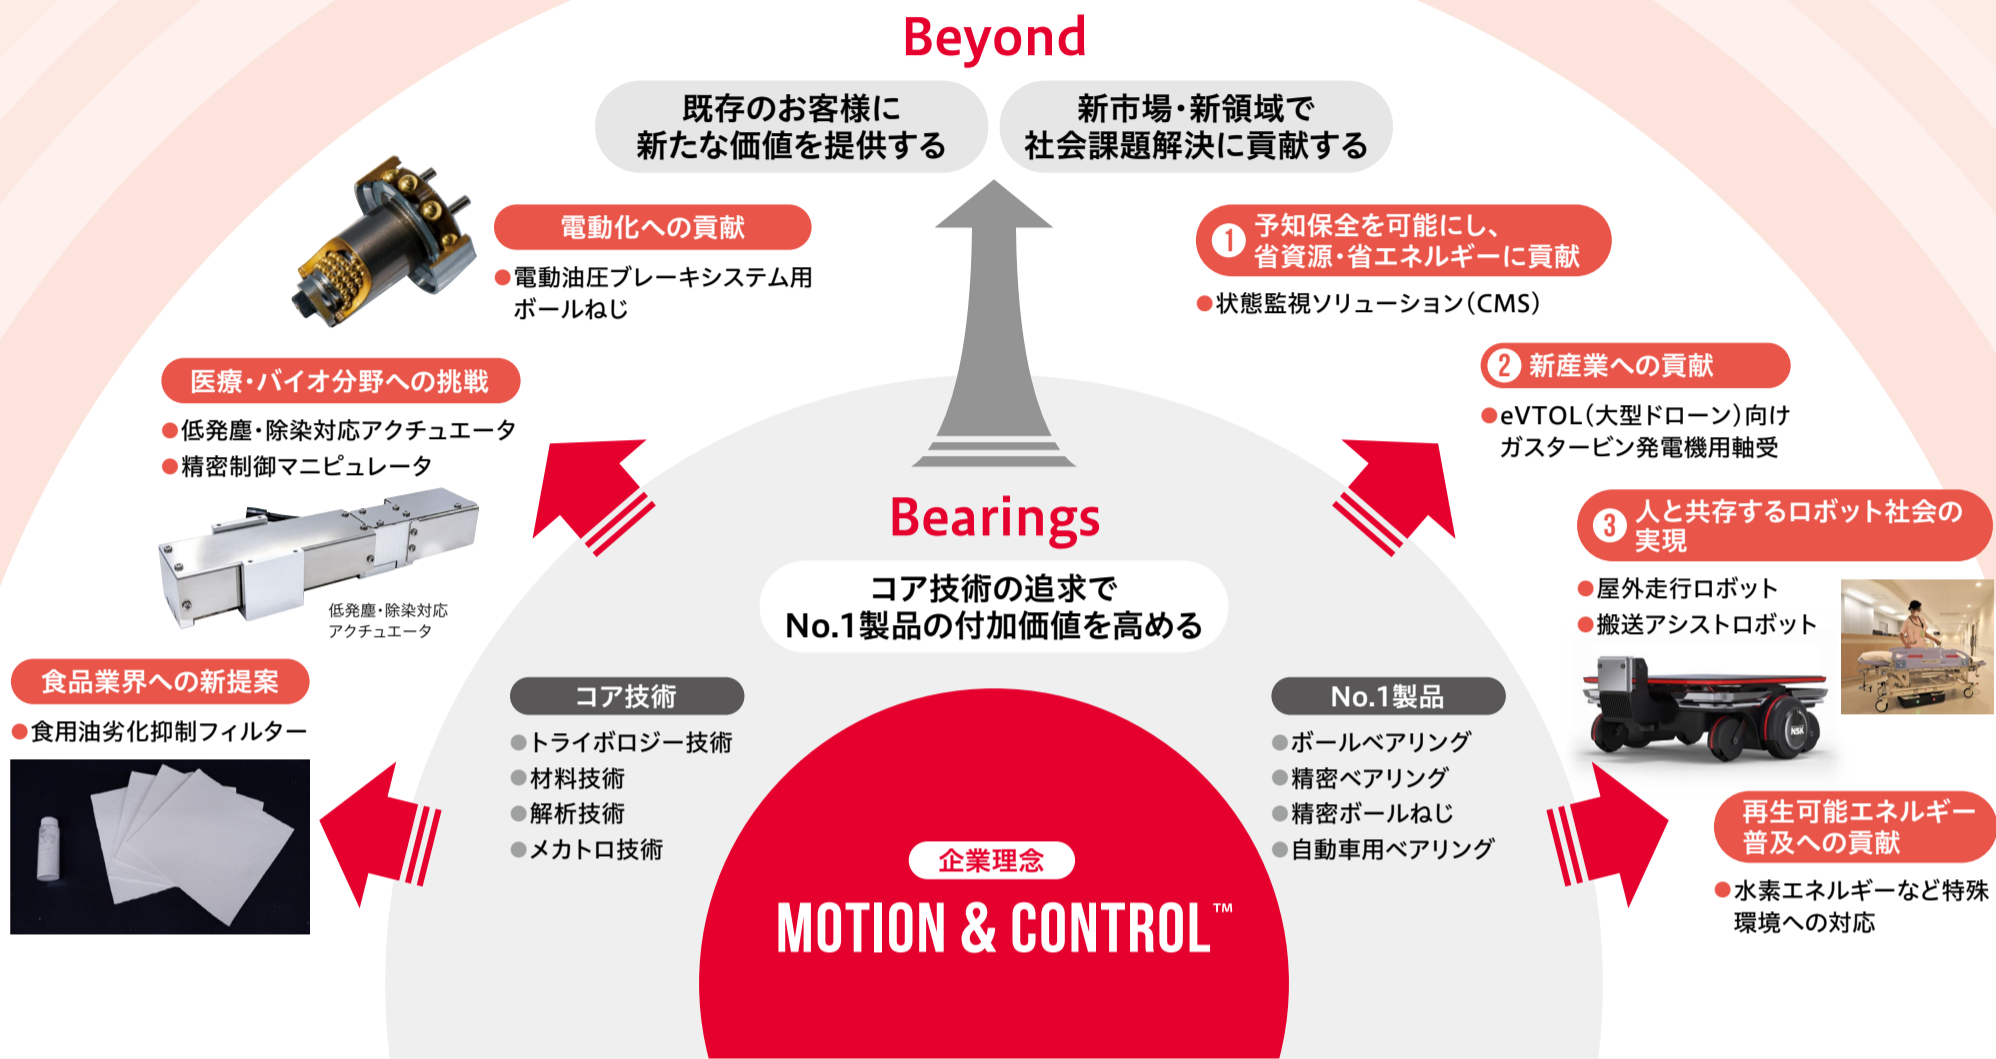 Beyond
既存のお客様に
新たな価値を提供する
新市場・新領域で
社会課題解決に貢献する
電動化への貢献
●電動油圧ブレーキシステム用
ボールねじ
医療・バイオ分野への挑戦
●低発塵・除染対応アクチュエータ
●精密制御マニピュレータ
低発塵・除染対応
アクチュエータ
食品業界への新提案
●食用油劣化抑制フィルター
1 予知保全を可能にし、
省資源・省エネルギーに貢献
●状態監視ソリューション(CMS)
2 新産業への貢献
●eVTOL(大型ドローン)向け
ガスタービン発電機用軸受
3 人と共存するロボット社会の
実現
●屋外走行ロボット
●搬送アシストロボット
NSK
再生可能エネルギー
普及への貢献
●水素エネルギーなど特殊
環境への対応
Bearings
コア技術の追求で
No.1製品の付加価値を高める
コア技術
●トライボロジー技術
●材料技術
●解析技術
●メカトロ技術
No.1製品
●ボールベアリング
●精密ベアリング
●精密ボールねじ
●自動車用ベアリング
企業理念
MOTION & CONTROL™